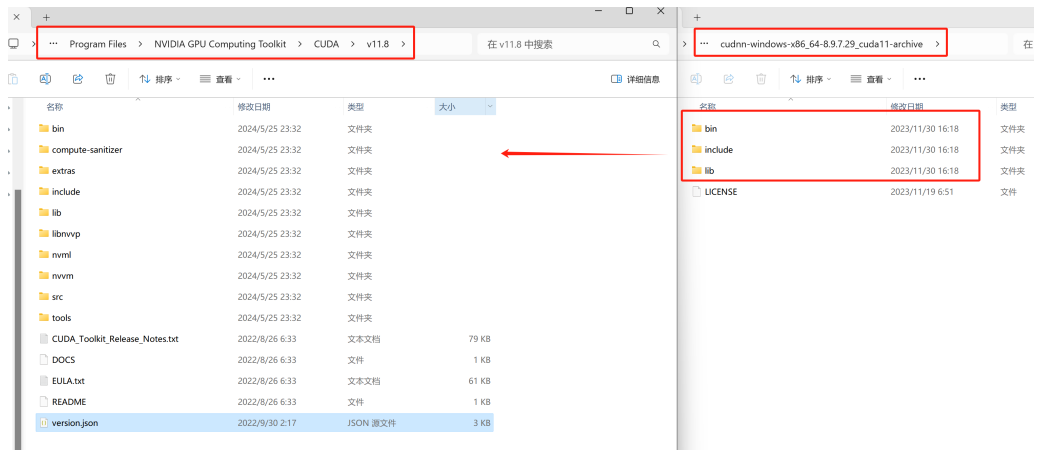 ··· Program Files > NVIDIA GPU Computing Toolkit > CUDA > v11.8 >
在 v11.8 中搜索
排序
查看
···
详细信息
名称 修改日期 类型 大小
bin 2024/5/25 23:32 文件夹
compute-sanitizer 2024/5/25 23:32 文件夹
extras 2024/5/25 23:32 文件夹
include 2024/5/25 23:32 文件夹
lib 2024/5/25 23:32 文件夹
libnvvp 2024/5/25 23:32 文件夹
nvml 2024/5/25 23:32 文件夹
nvvm 2024/5/25 23:32 文件夹
src 2024/5/25 23:32 文件夹
tools 2024/5/25 23:32 文件夹
CUDA_Toolkit_Release_Notes.txt 2022/8/26 6:33 文本文档 79 KB
DOCS 2022/8/26 6:33 文件 1 KB
EULA.txt 2022/8/26 6:33 文本文档 61 KB
README 2022/8/26 6:33 文件 1 KB
version.json 2022/9/30 2:17 JSON 源文件 3 KB
··· cudnn-windows-x86_64-8.9.7.29_cuda11-archive >
在
排序
查看
···
名称 修改日期 类型
bin 2023/11/30 16:18 文件夹
include 2023/11/30 16:18 文件夹
lib 2023/11/30 16:18 文件夹
LICENSE 2023/11/19 6:51 文件